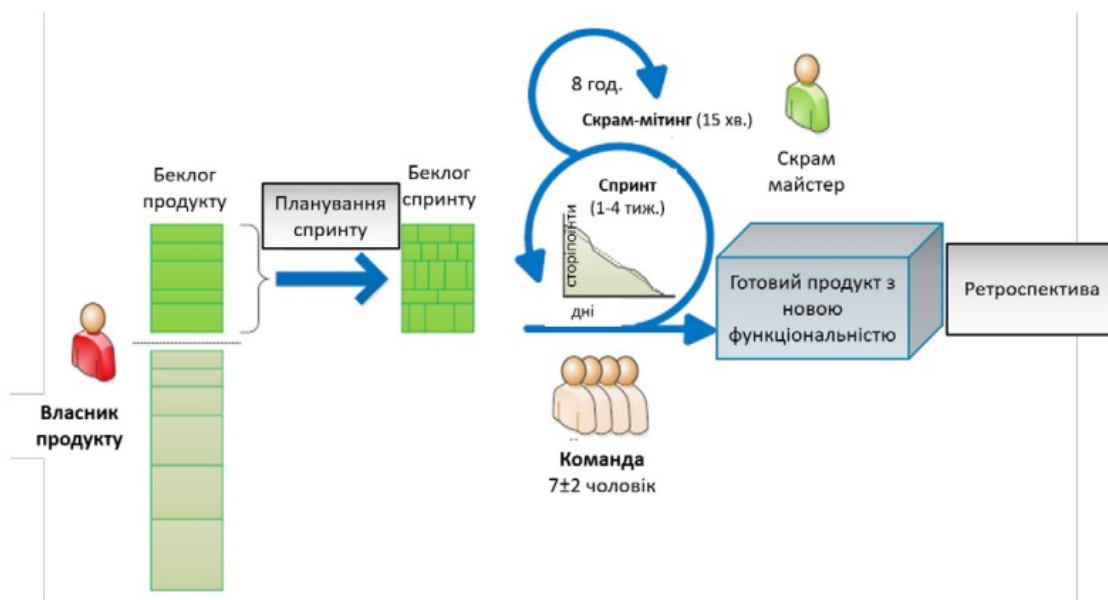 8 год.
Скрам-мітинг (15 хв.)
Скрам
майстер
Беклог
продукту
Планування
спринту
Беклог
спринту
Спринт
(1-4 тиж.)
сторіпоінти
дні
Готовий продукт з
новою
функціональністю
Ретроспектива
Власник
продукту
Команда
7±2 чоловік